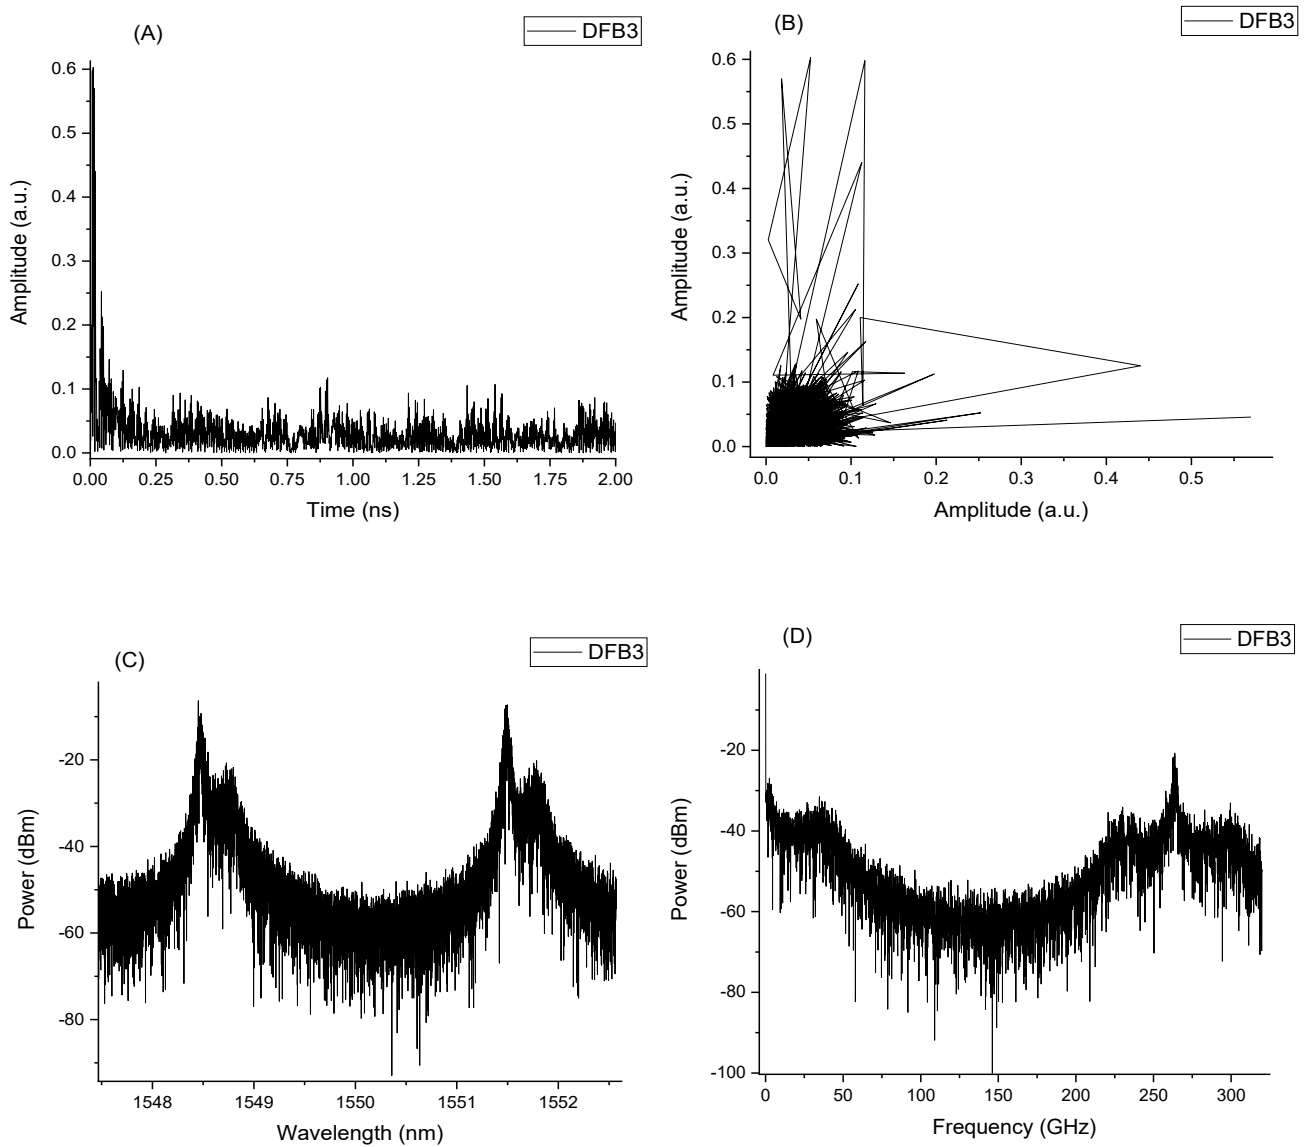 (A)
DFB3
0.6
0.5
0.4
0.3
0.2
0.1
0.0
Amplitude (a.u.)
0.00 0.25 0.50 0.75 1.00 1.25 1.50 1.75 2.00
Time (ns)
(B)
DFB3
0.6
0.5
0.4
0.3
0.2
0.1
0.0
Amplitude (a.u.)
0.0 0.1 0.2 0.3 0.4 0.5
Amplitude (a.u.)
(C)
DFB3
-20
-40
-60
-80
Power (dBm)
1548 1549 1550 1551 1552
Wavelength (nm)
(D)
DFB3
-20
-40
-60
-80
-100
Power (dBm)
0 50 100 150 200 250 300
Frequency (GHz)